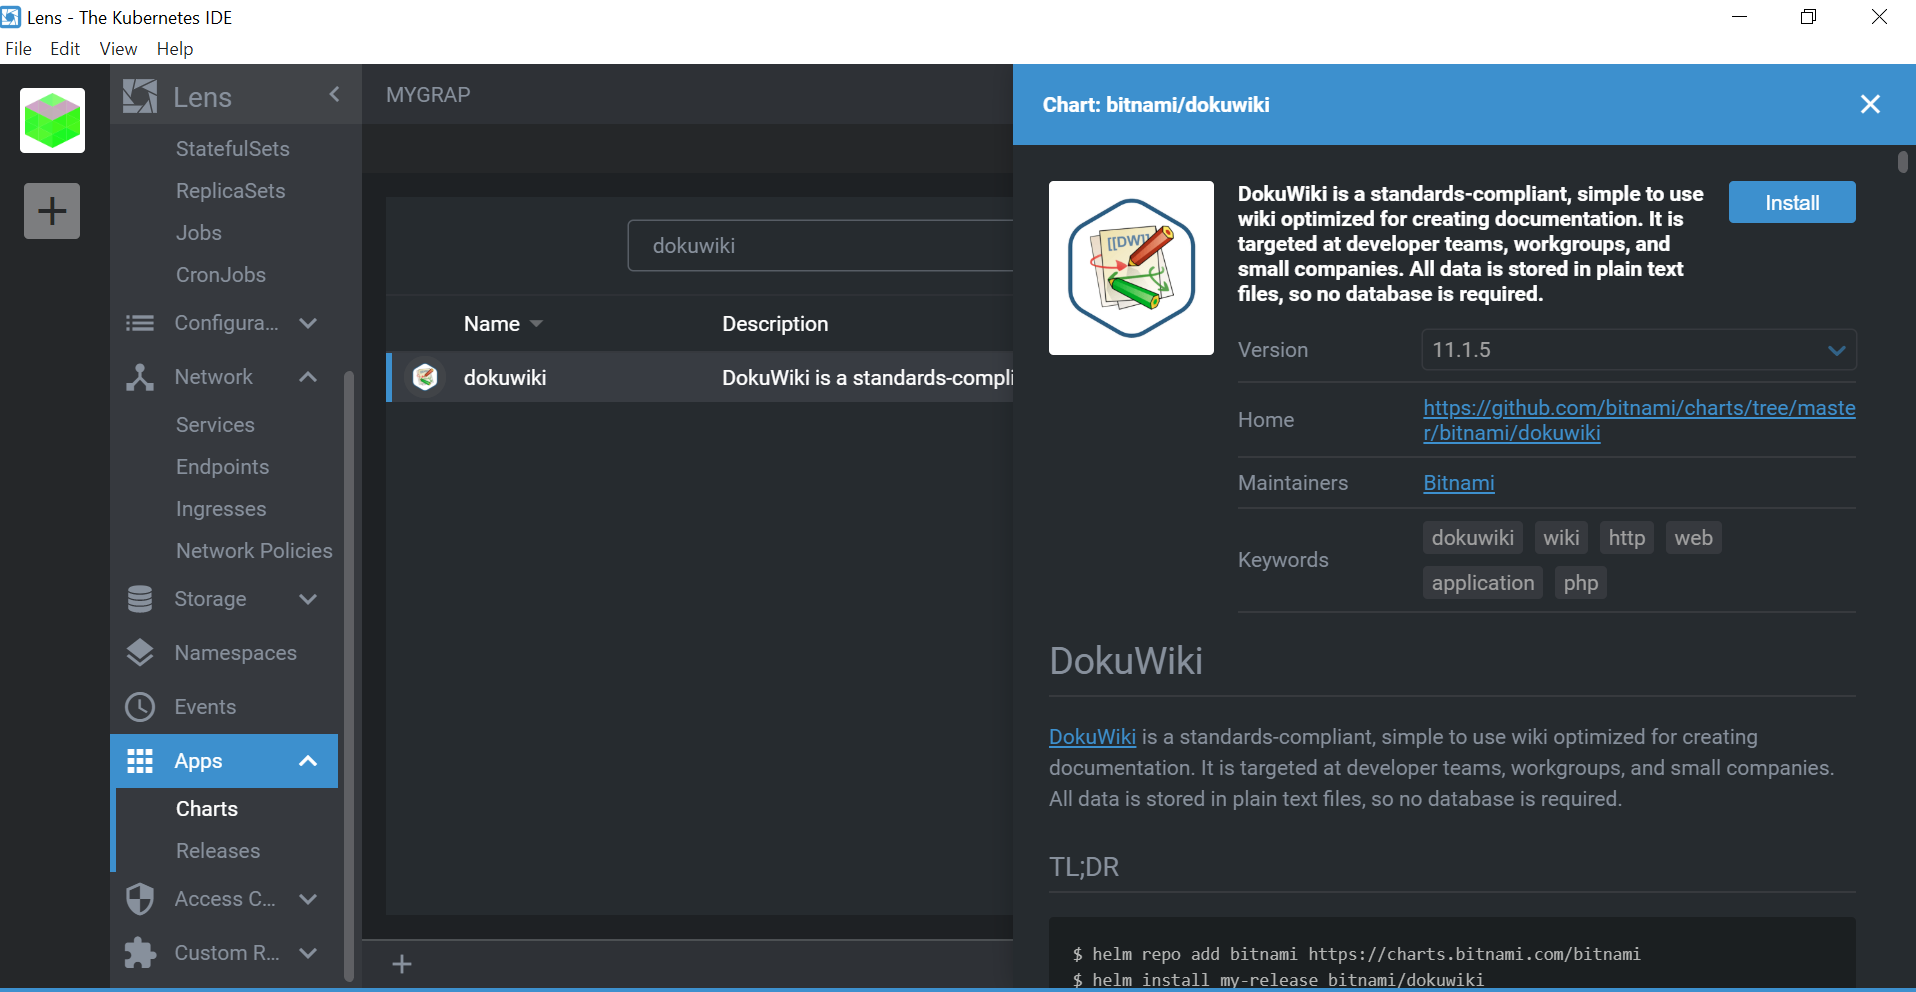 Lens - The Kubernetes IDE
File Edit View Help
Lens
StatefulSets
ReplicaSets
Jobs
CronJobs
Configura...
Network
Services
Endpoints
Ingresses
Network Policies
Storage
Namespaces
Events
Apps
Charts
Releases
Access C...
Custom R...
MYGRAP
dokuwiki
Name Description
dokuwiki DokuWiki is a standards-compli
Chart: bitnami/dokuwiki
[[DW]]
DokuWiki is a standards-compliant, simple to use
wiki optimized for creating documentation. It is
targeted at developer teams, workgroups, and
small companies. All data is stored in plain text
files, so no database is required.
Install
Version 11.1.5
Home https://github.com/bitnami/charts/tree/maste
r/bitnami/dokuwiki
Maintainers Bitnami
Keywords dokuwiki wiki http web
application php
DokuWiki
DokuWiki is a standards-compliant, simple to use wiki optimized for creating
documentation. It is targeted at developer teams, workgroups, and small companies.
All data is stored in plain text files, so no database is required.
TL;DR
$ helm repo add bitnami https://charts.bitnami.com/bitnami
$ helm install my-release bitnami/dokuwiki